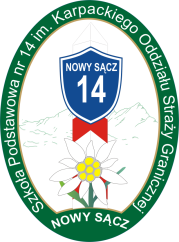 Szkoła Podstawowa nr 14 im. Karpackiego Oddziału Straży Granicznej
NOWY SĄCZ
14
NOWY SĄCZ